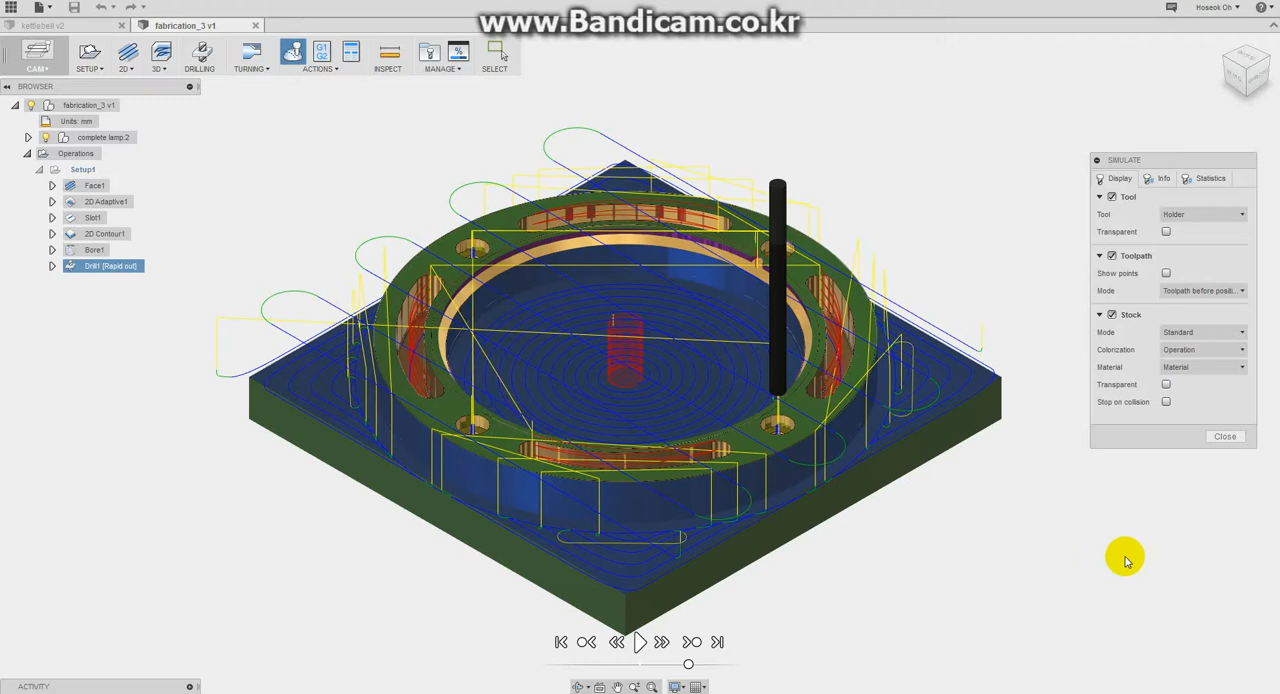 www.Bandicam.co.kr
Hoseok Oh
kettlebell v2
fabrication_3 v1
CAM
SETUP
2D
3D
DRILLING
TURNING
G1
G2
ACTIONS
INSPECT
%
MANAGE
SELECT
BROWSER
fabrication_3 v1
Units: mm
complete lamp:2
Operations
Setup1
Face1
2D Adaptive1
Slot1
2D Contour1
Bore1
Drill1 [Rapid out]
SIMULATE
Display
Info
Statistics
Tool
Tool
Holder
Transparent
Toolpath
Show points
Mode
Toolpath before positi...
Stock
Mode
Standard
Colorization
Operation
Material
Material
Transparent
Stop on collision
Close
ACTIVITY